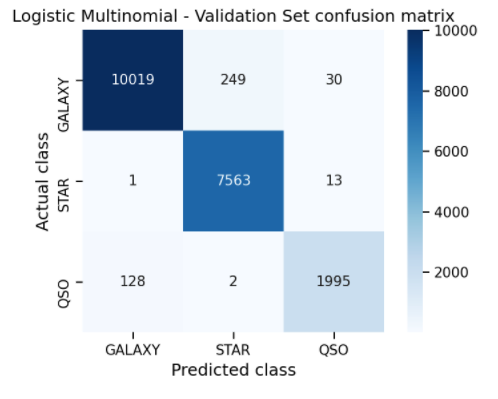 Logistic Multinomial - Validation Set confusion matrix
10000
GALAXY 10019 249 30
8000
6000
Actual class
STAR 1 7563 13
4000
QSO 128 2 1995
2000
GALAXY STAR QSO
Predicted class